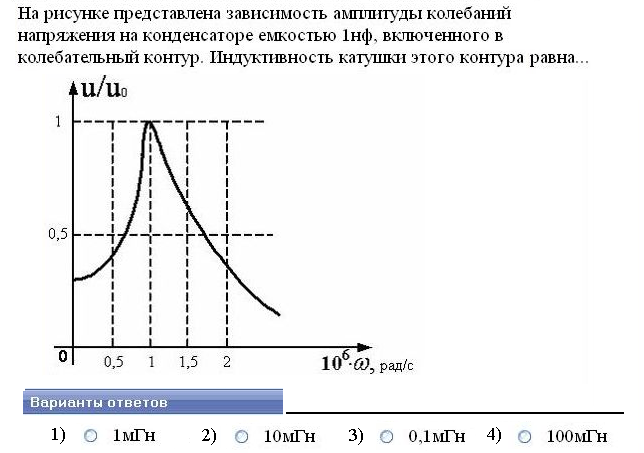 На рисунке представлена зависимость амплитуды колебаний
напряжения на конденсаторе емкостью 1нф, включенного в
колебательный контур. Индуктивность катушки этого контура равна...
u/u₀
1
0,5
0 0,5 1 1,5 2 10⁶·ω, рад/с
Варианты ответов
1) 1мГн 2) 10мГн 3) 0,1мГн 4) 100мГн